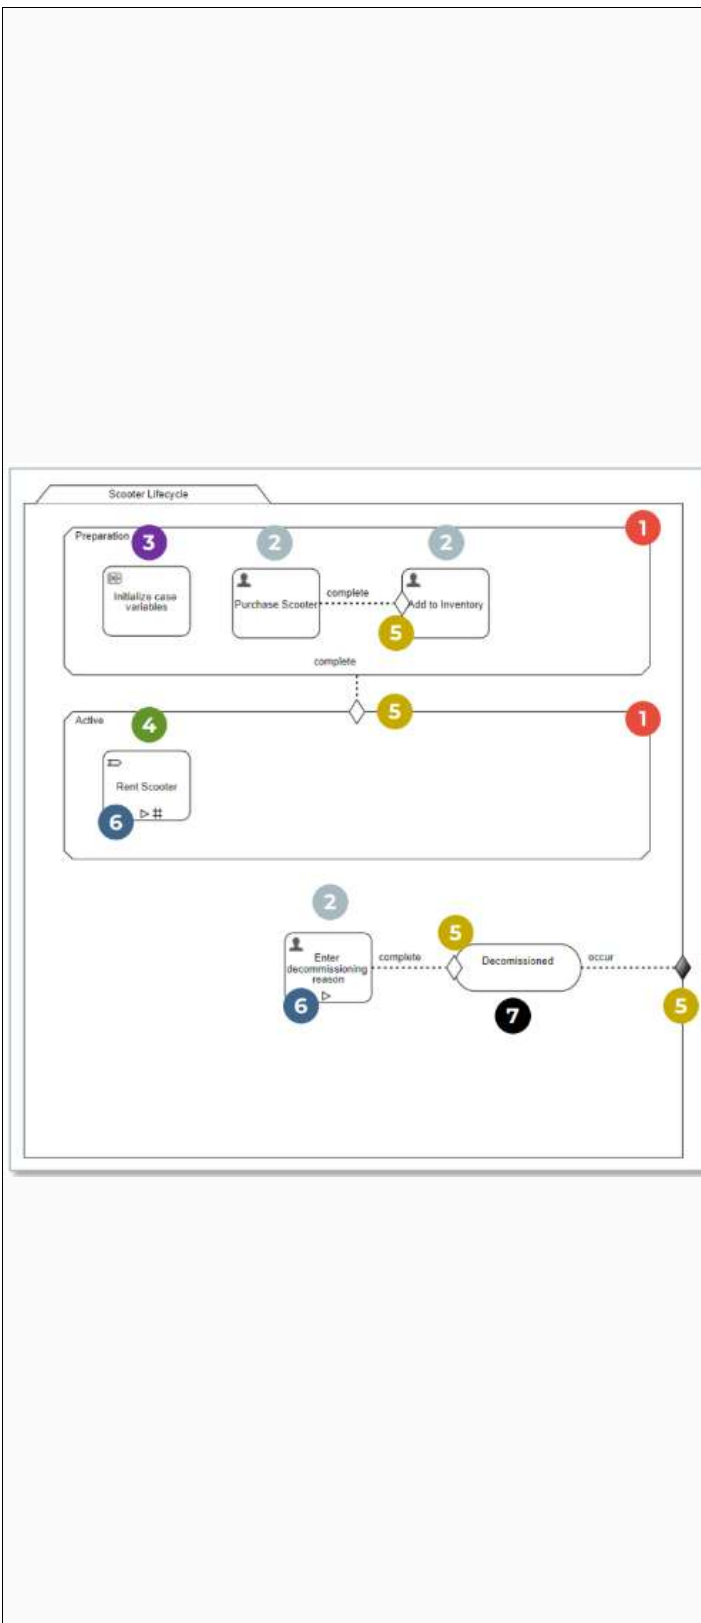 Scooter Lifecycle
Preparation
1
3
2
2
Initialize case
variables
Purchase Scooter
complete
Add to Inventory
5
complete
5
Active
4
1
Rent Scooter
6
2
5
Enter
decommissioning
reason
complete
Decomissioned
occur
6
7
5